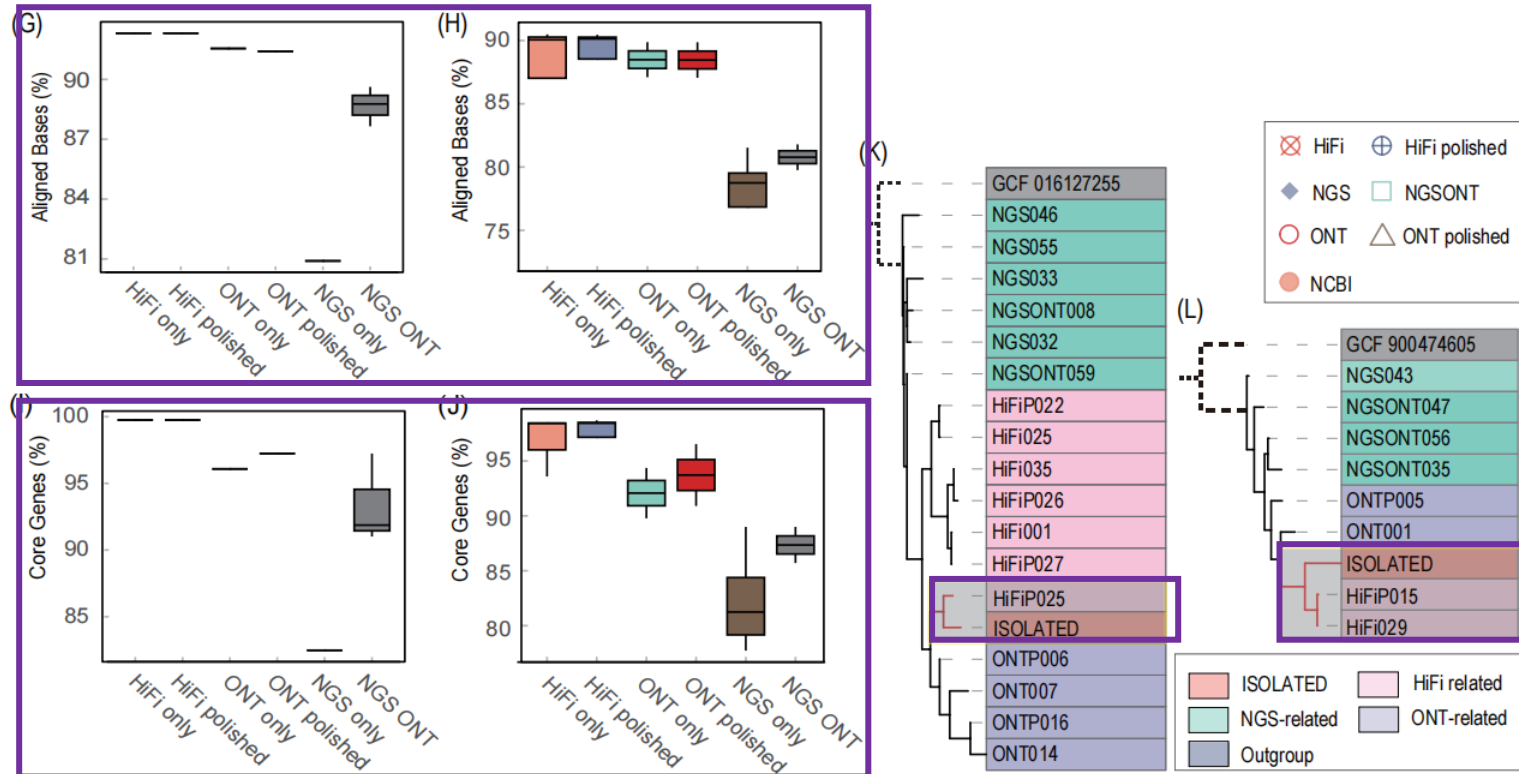 (G)
Aligned Bases (%)
90
87
84
81
HiFi only
HiFi polished
ONT only
ONT polished
NGS only
NGS ONT
(H)
Aligned Bases (%)
90
85
80
75
HiFi only
HiFi polished
ONT only
ONT polished
NGS only
NGS ONT
(I)
Core Genes (%)
100
95
90
85
HiFi only
HiFi polished
ONT only
ONT polished
NGS only
NGS ONT
(J)
Core Genes (%)
95
90
85
80
HiFi only
HiFi polished
ONT only
ONT polished
NGS only
NGS ONT
(K)
GCF 016127255
NGS046
NGS055
NGS033
NGSONT008
NGS032
NGSONT059
HiFiP022
HiFi025
HiFi035
HiFiP026
HiFi001
HiFiP027
HiFiP025
ISOLATED
ONTP006
ONT007
ONTP016
ONT014
HiFi HiFi polished
NGS NGSONT
ONT ONT polished
NCBI
(L)
GCF 900474605
NGS043
NGSONT047
NGSONT056
NGSONT035
ONTP005
ONT001
ISOLATED
HiFiP015
HiFi029
ISOLATED HiFi related
NGS-related ONT-related
Outgroup